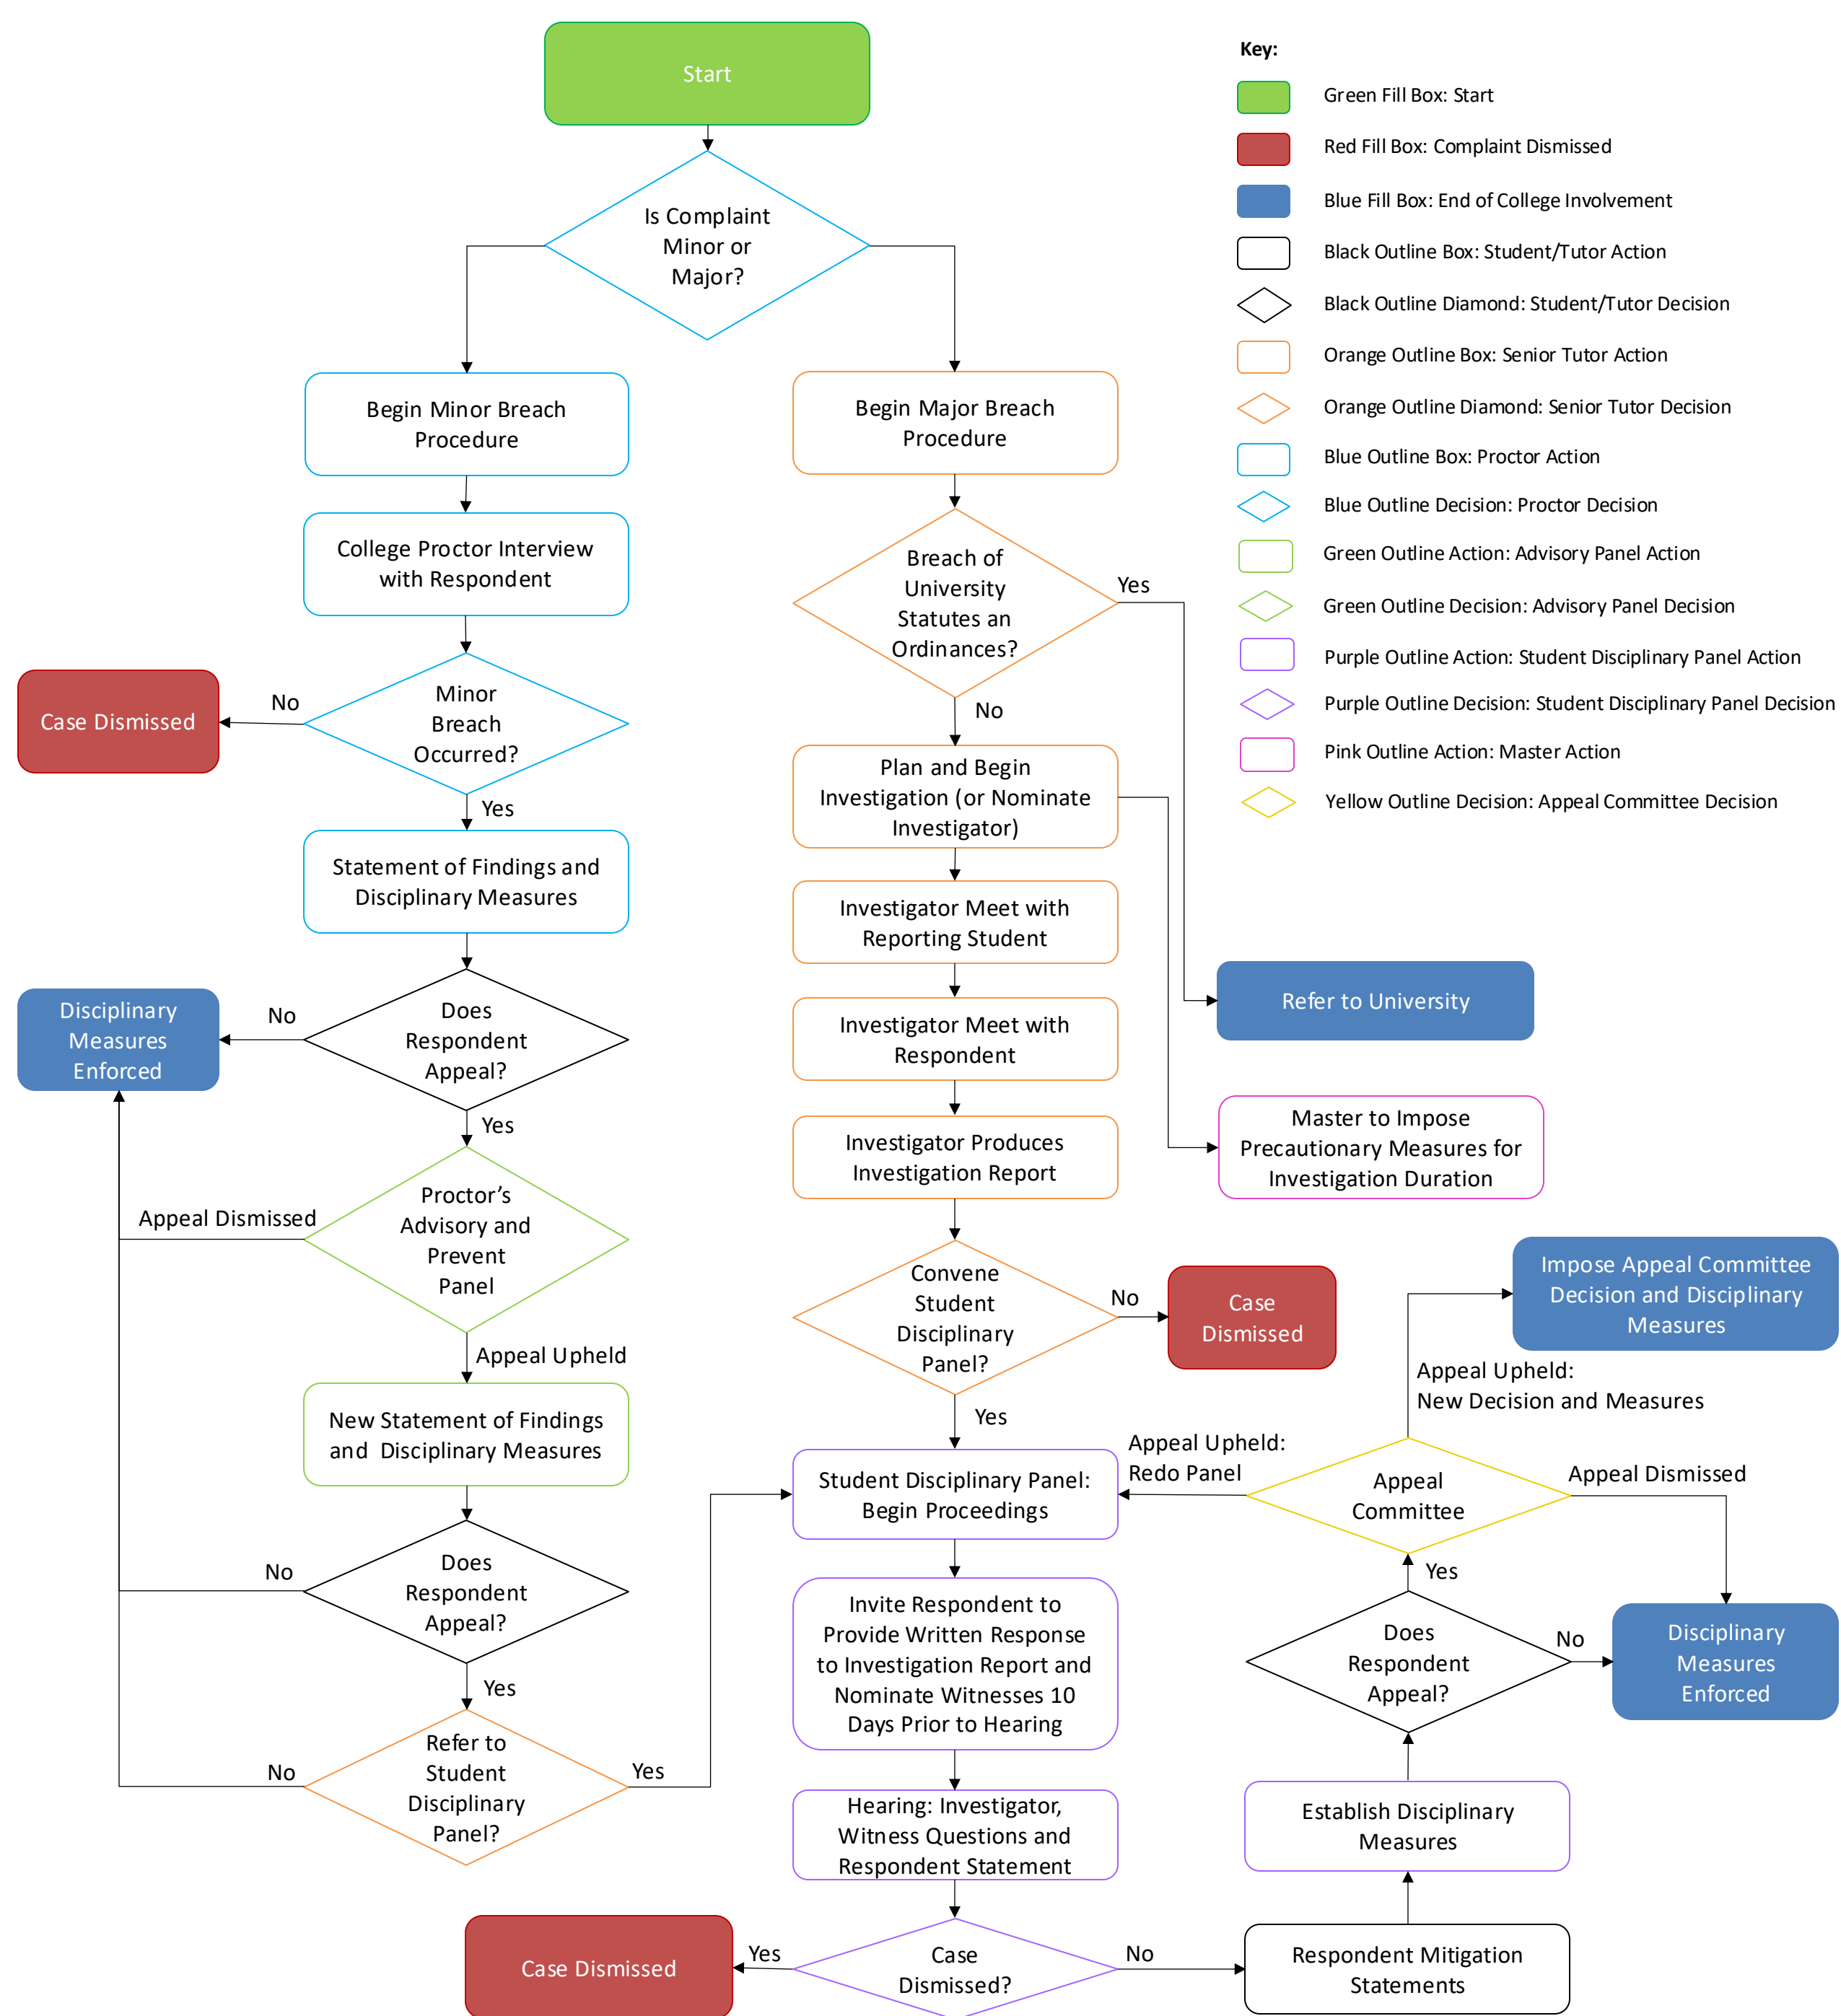 Start
Key:
Green Fill Box: Start
Red Fill Box: Complaint Dismissed
Blue Fill Box: End of College Involvement
Black Outline Box: Student/Tutor Action
Black Outline Diamond: Student/Tutor Decision
Orange Outline Box: Senior Tutor Action
Orange Outline Diamond: Senior Tutor Decision
Blue Outline Box: Proctor Action
Blue Outline Decision: Proctor Decision
Green Outline Action: Advisory Panel Action
Green Outline Decision: Advisory Panel Decision
Purple Outline Action: Student Disciplinary Panel Action
Purple Outline Decision: Student Disciplinary Panel Decision
Pink Outline Action: Master Action
Yellow Outline Decision: Appeal Committee Decision
Is Complaint
Minor or
Major?
Begin Minor Breach
Procedure
College Proctor Interview
with Respondent
Minor
Breach
Occurred?
No
Case Dismissed
Yes
Statement of Findings and
Disciplinary Measures
Does
Respondent
Appeal?
No
Disciplinary
Measures
Enforced
Yes
Proctor’s
Advisory and
Prevent
Panel
Appeal Dismissed
Appeal Upheld
New Statement of Findings
and Disciplinary Measures
Does
Respondent
Appeal?
No
Yes
Refer to
Student
Disciplinary
Panel?
No
Yes
Begin Major Breach
Procedure
Breach of
University
Statutes an
Ordinances?
Yes
No
Refer to University
Plan and Begin
Investigation (or Nominate
Investigator)
Master to Impose
Precautionary Measures for
Investigation Duration
Investigator Meet with
Reporting Student
Investigator Meet with
Respondent
Investigator Produces
Investigation Report
Convene
Student
Disciplinary
Panel?
No
Case
Dismissed
Yes
Student Disciplinary Panel:
Begin Proceedings
Invite Respondent to
Provide Written Response
to Investigation Report and
Nominate Witnesses 10
Days Prior to Hearing
Hearing: Investigator,
Witness Questions and
Respondent Statement
Case
Dismissed?
Yes
Case Dismissed
No
Respondent Mitigation
Statements
Establish Disciplinary
Measures
Does
Respondent
Appeal?
No
Disciplinary
Measures
Enforced
Yes
Appeal
Committee
Appeal Dismissed
Appeal Upheld:
Redo Panel
Appeal Upheld:
New Decision and Measures
Impose Appeal Committee
Decision and Disciplinary
Measures